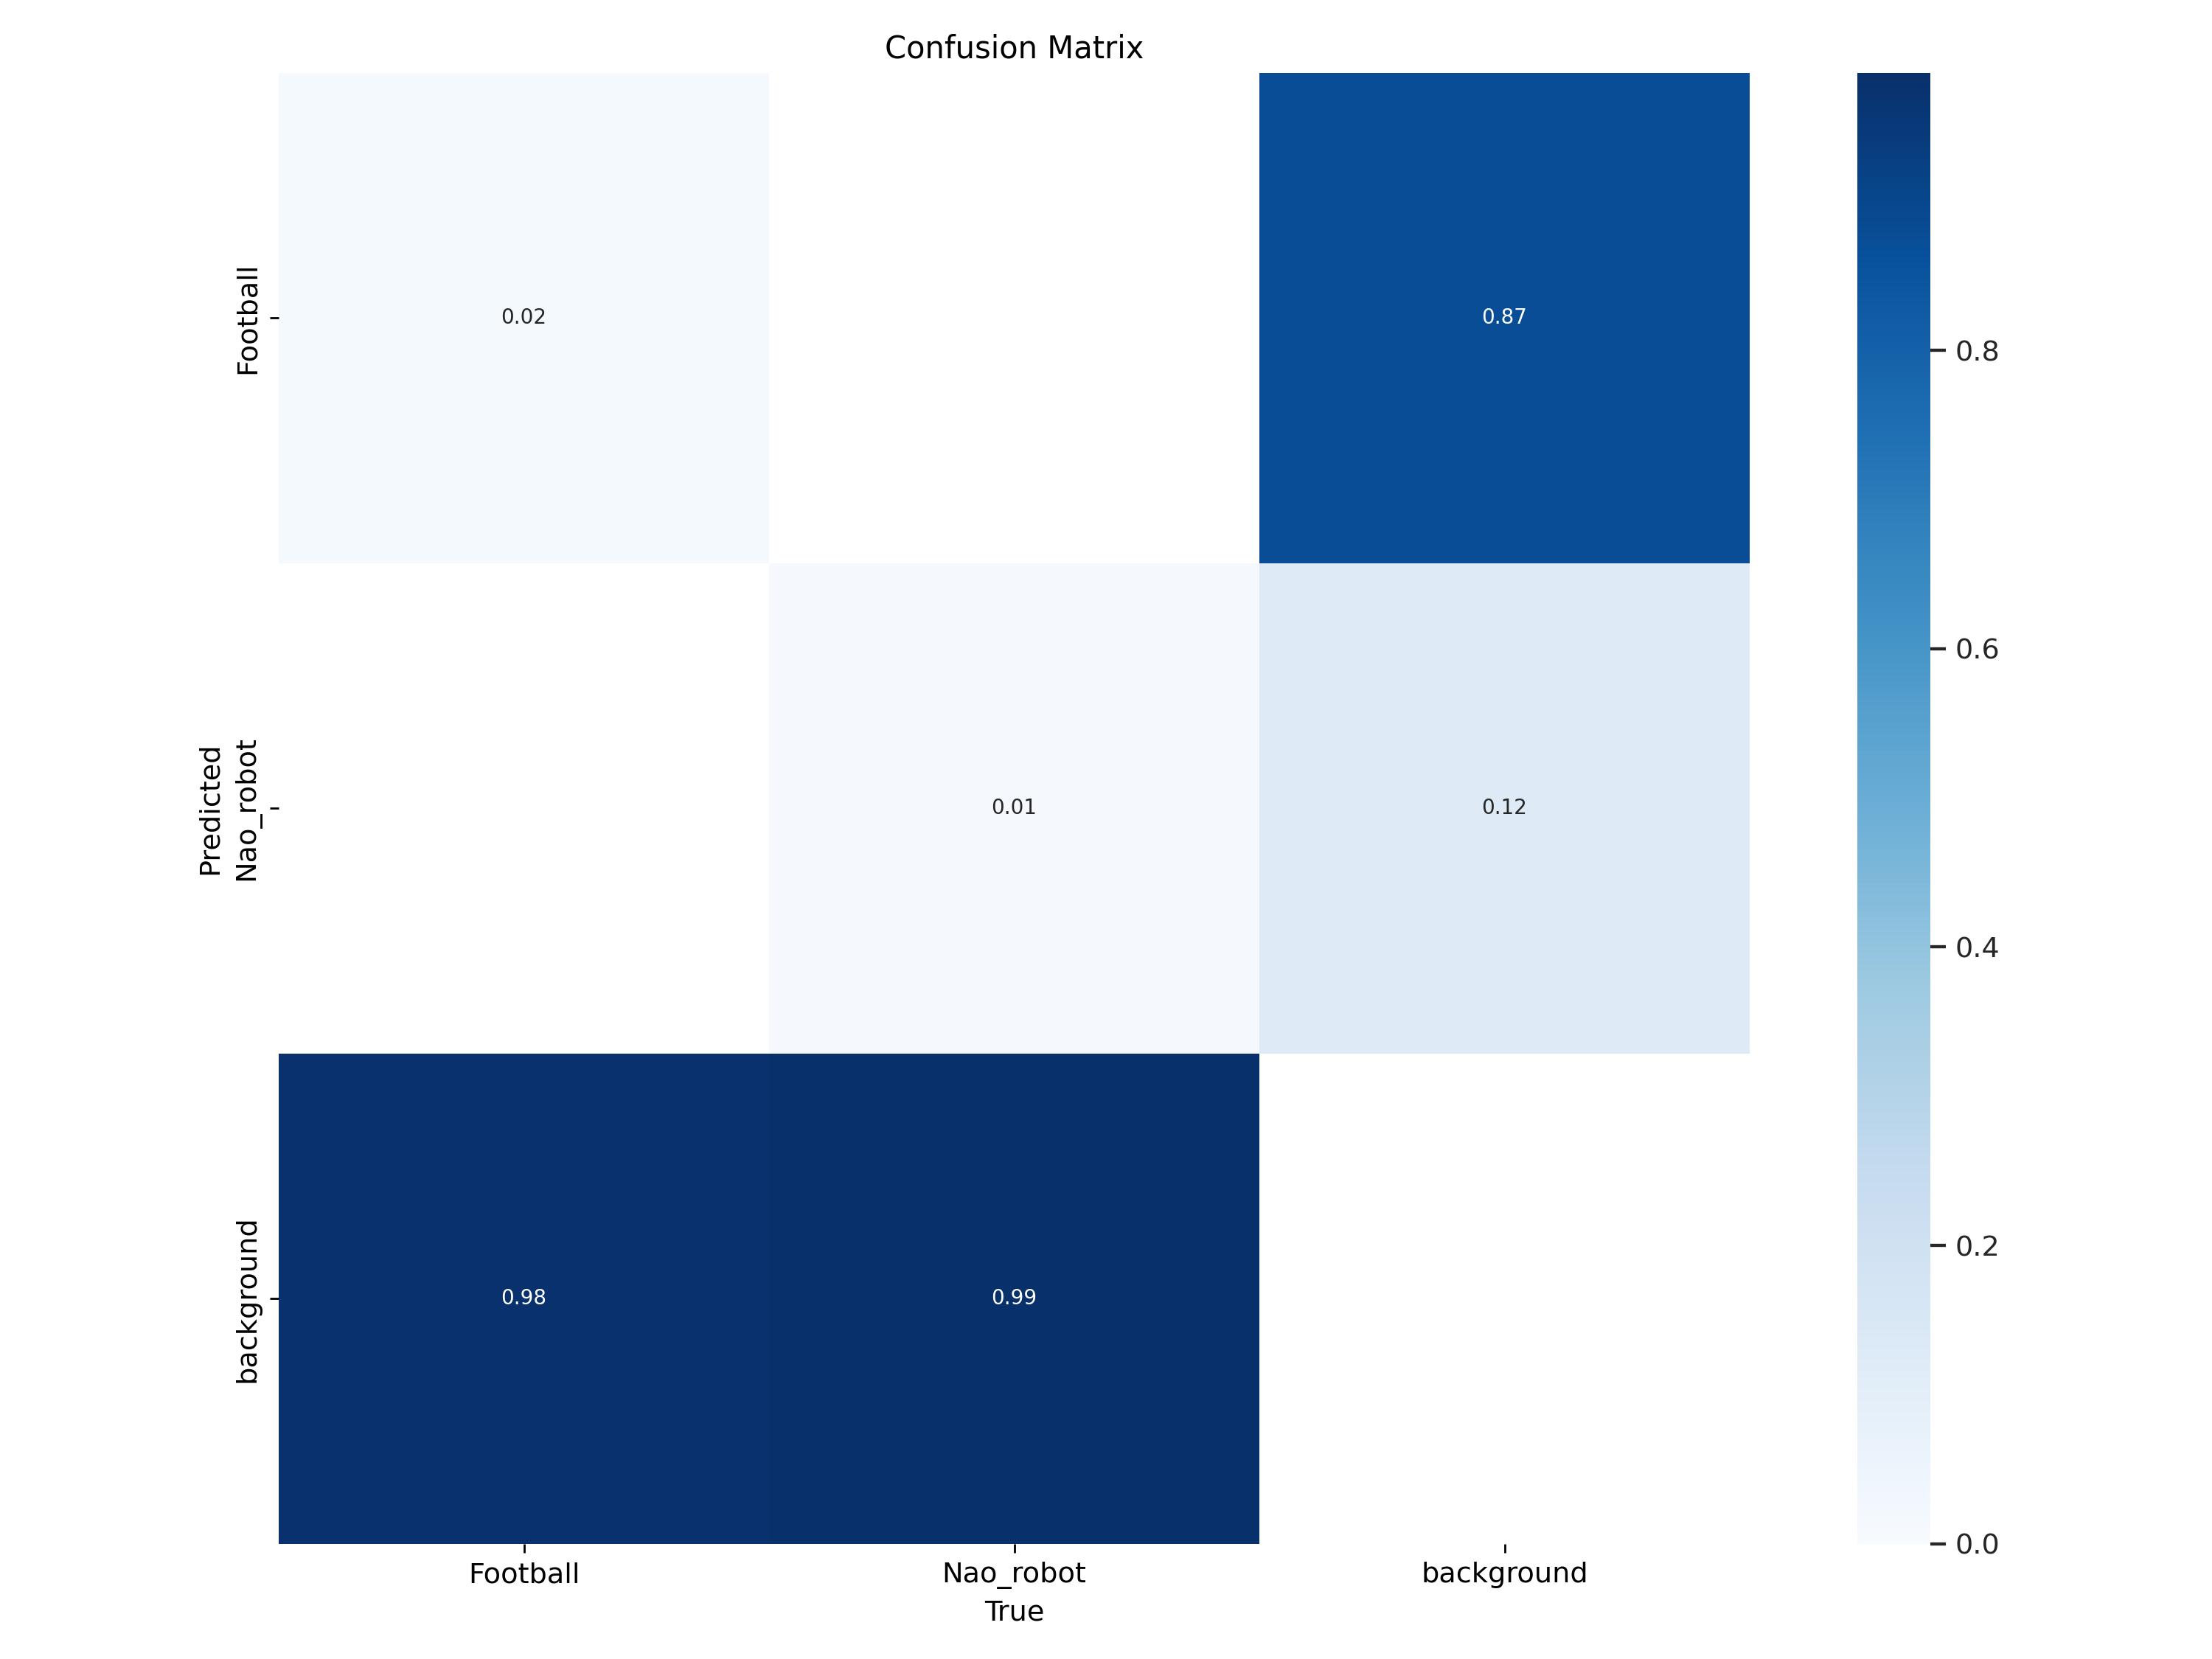 Confusion Matrix
Football
0.02
0.87
Predicted
Nao_robot
0.01
0.12
background
0.98
0.99
Football
Nao_robot
background
True
0.8
0.6
0.4
0.2
0.0